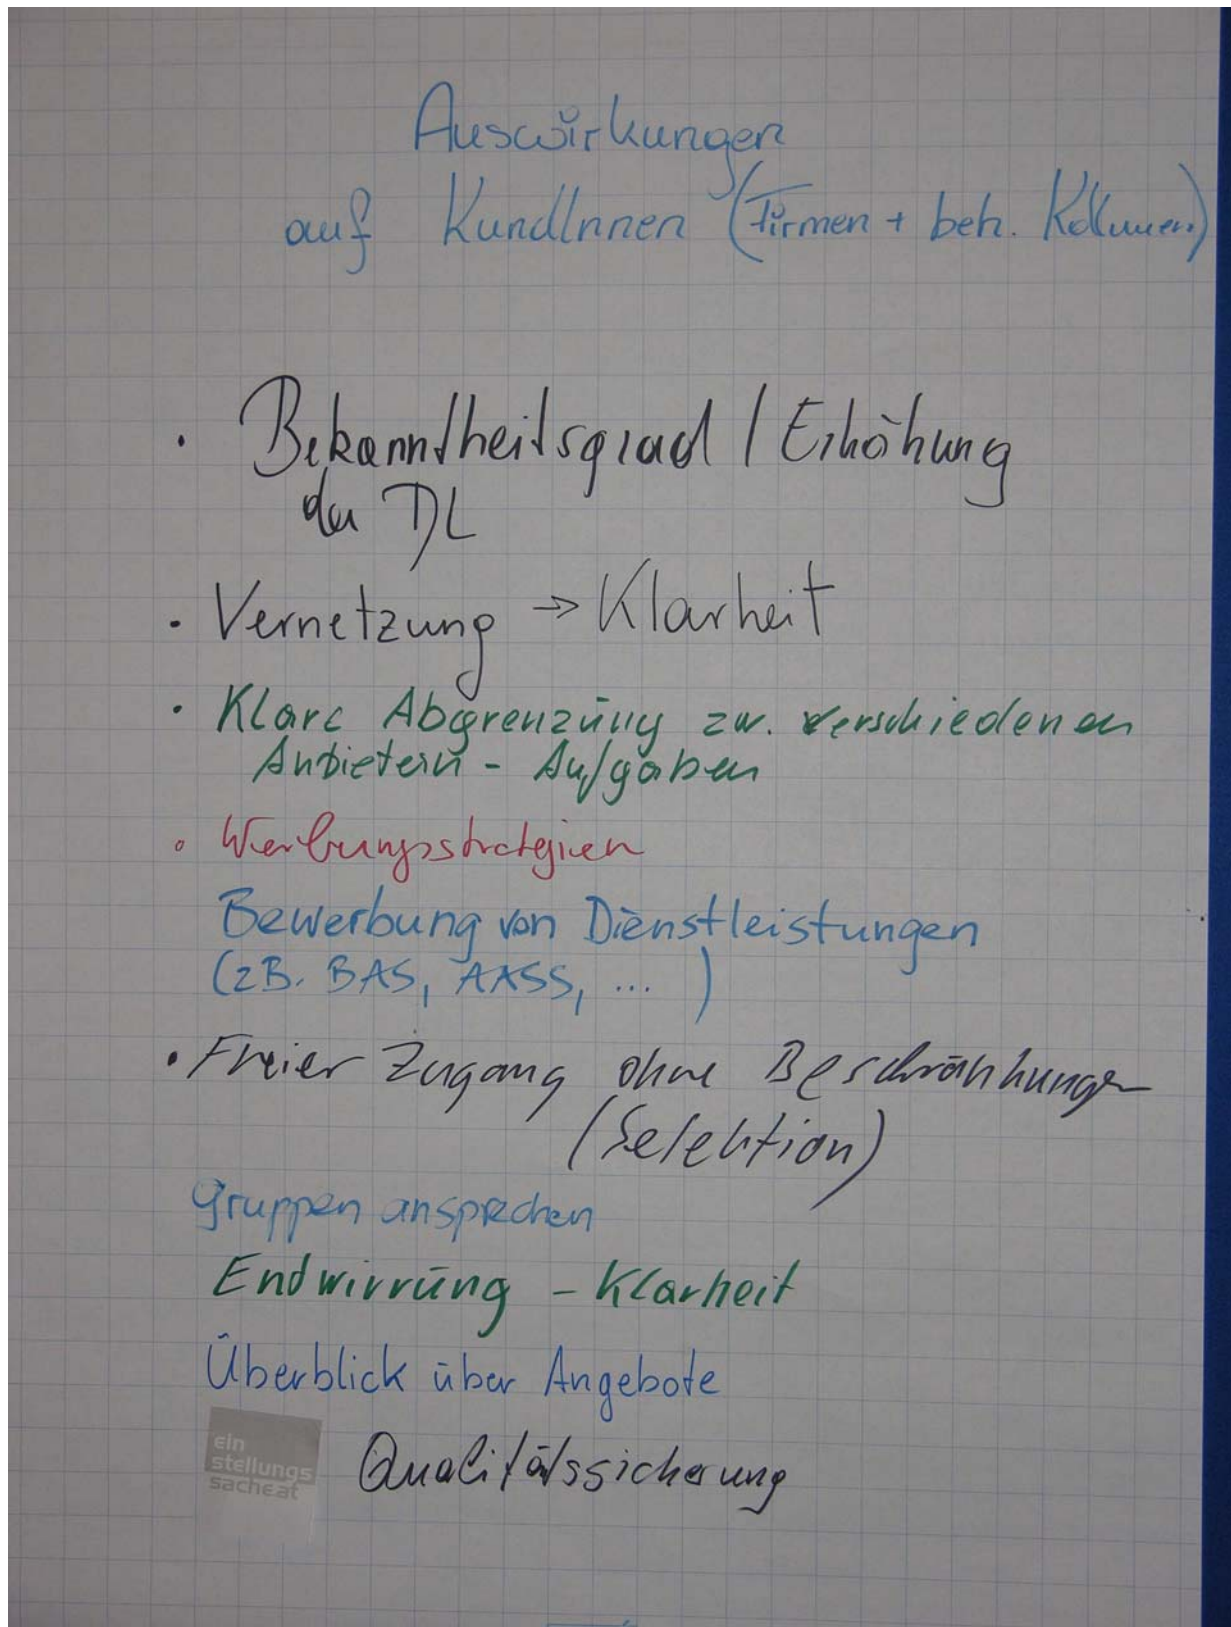 Auswirkungen
auf KundInnen (Firmen + beh.
• Bekanntheitsgrad / Erhöhung
der DL
• Vernetzung → Klarheit
• Klare Abgrenzung zw. verschiedenen
Anbietern - Aufgaben
• Werbungsstrategien
Bewerbung von Dienstleistungen
(zB. BAS, AASS, ... )
• Freier Zugang ohne Beschränkungen
(Selektion)
Gruppen ansprechen
Endwirrung - Klarheit
Überblick über Angebote
ein
stellungs
sache.at
Qualitätssicherung